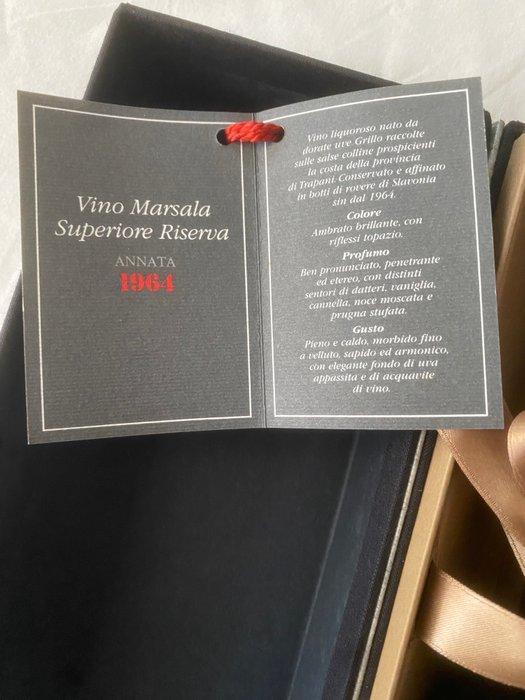 Vino Marsala
Superiore Riserva
ANNATA
1964
Vino liquoroso nato da
dorate uve Grillo raccolte
sulle salse colline prospicienti
la costa della provincia
di Trapani. Conservato e affinato
in botti di rovere di Slavonia
sin dal 1964.
Colore
Ambrato brillante, con
riflessi topazio.
Profumo
Ben pronunciato, penetrante
ed etereo, con distinti
sentori di datteri, vaniglia,
cannella, noce moscata e
prugna stufata.
Gusto
Pieno e caldo, morbido fino
a velluto, sapido ed armonico,
con elegante fondo di uva
appassita e di acquavite
di vino.